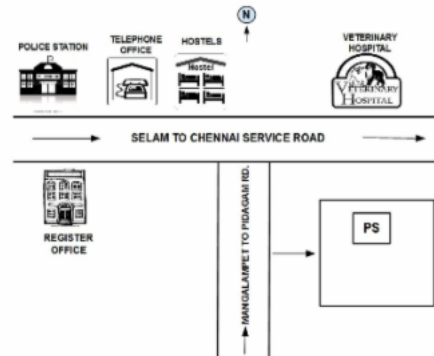 N
POLICE STATION
TELEPHONE
OFFICE
HOSTELS
VETERINARY
HOSPITAL
Hostel
VETERINARY
HOSPITAL
SELAM TO CHENNAI SERVICE ROAD
REGISTER
OFFICE
MANGALAMPET TO PIDAGAM RD.
PS